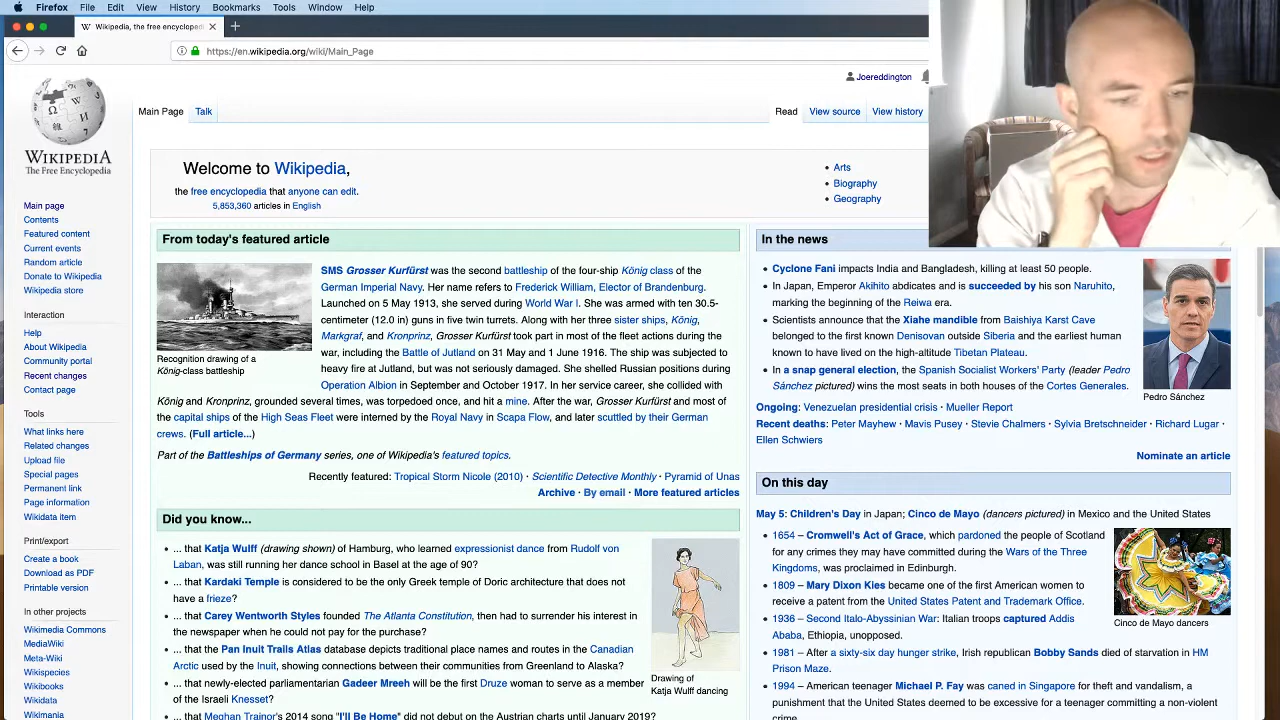 Firefox File Edit View History Bookmarks Tools Window Help
Wikipedia, the free encycloped
https://en.wikipedia.org/wiki/Main_Page
Joereddington
Main Page Talk Read View source View history
WIKIPEDIA
The Free Encyclopedia
Main page
Contents
Featured content
Current events
Random article
Donate to Wikipedia
Wikipedia store
Interaction
Help
About Wikipedia
Community portal
Recent changes
Contact page
Tools
What links here
Related changes
Upload file
Special pages
Permanent link
Page information
Wikidata item
Print/export
Create a book
Download as PDF
Printable version
In other projects
Wikimedia Commons
MediaWiki
Meta-Wiki
Wikispecies
Wikibooks
Wikidata
Wikimania
Welcome to Wikipedia,
the free encyclopedia that anyone can edit.
5,853,360 articles in English
• Arts
• Biography
• Geography
From today's featured article
SMS Grosser Kurfürst was the second battleship of the four-ship König class of the
German Imperial Navy. Her name refers to Frederick William, Elector of Brandenburg.
Launched on 5 May 1913, she served during World War I. She was armed with ten 30.5-
centimeter (12.0 in) guns in five twin turrets. Along with her three sister ships, König,
Markgraf, and Kronprinz, Grosser Kurfürst took part in most of the fleet actions during the
war, including the Battle of Jutland on 31 May and 1 June 1916. The ship was subjected to
heavy fire at Jutland, but was not seriously damaged. She shelled Russian positions during
Operation Albion in September and October 1917. In her service career, she collided with
König and Kronprinz, grounded several times, was torpedoed once, and hit a mine. After the war, Grosser Kurfürst and most of
the capital ships of the High Seas Fleet were interned by the Royal Navy in Scapa Flow, and later scuttled by their German
crews. (Full article...)
Recognition drawing of a
König-class battleship
Part of the Battleships of Germany series, one of Wikipedia's featured topics.
Recently featured: Tropical Storm Nicole (2010) · Scientific Detective Monthly · Pyramid of Unas
Archive · By email · More featured articles
Did you know...
• ... that Katja Wulff (drawing shown) of Hamburg, who learned expressionist dance from Rudolf von
Laban, was still running her dance school in Basel at the age of 90?
• ... that the Kardaki Temple is considered to be the only Greek temple of Doric architecture that does not
have a frieze?
• ... that Carey Wentworth Styles founded The Atlanta Constitution, then had to surrender his interest in
the newspaper when he could not pay for the purchase?
• ... that the Pan Inuit Trails Atlas database depicts traditional place names and routes in the Canadian
Arctic used by the Inuit, showing connections between their communities from Greenland to Alaska?
• ... that newly-elected parliamentarian Gadeer Mreeh will be the first Druze woman to serve as a member
of the Israeli Knesset?
• ... that Meghan Trainor's 2014 song "I'll Be Home" did not debut on the Austrian charts until January 2019?
Drawing of
Katja Wulff dancing
In the news
• Cyclone Fani impacts India and Bangladesh, killing at least 50 people.
• In Japan, Emperor Akihito abdicates and is succeeded by his son Naruhito,
marking the beginning of the Reiwa era.
• Scientists announce that the Xiahe mandible from Baishiya Karst Cave
belonged to the first known Denisovan outside Siberia and the earliest human
known to have lived on the high-altitude Tibetan Plateau.
• In a snap general election, the Spanish Socialist Workers' Party (leader Pedro
Sánchez pictured) wins the most seats in both houses of the Cortes Generales.
Pedro Sánchez
Ongoing: Venezuelan presidential crisis · Mueller Report
Recent deaths: Peter Mayhew · Mavis Pusey · Stevie Chalmers · Sylvia Bretschneider · Richard Lugar ·
Ellen Schwiers
Nominate an article
On this day
May 5: Children's Day in Japan; Cinco de Mayo (dancers pictured) in Mexico and the United States
• 1654 – Cromwell's Act of Grace, which pardoned the people of Scotland
for any crimes they may have committed during the Wars of the Three
Kingdoms, was proclaimed in Edinburgh.
• 1809 – Mary Dixon Kies became one of the first American women to
receive a patent from the United States Patent and Trademark Office.
• 1936 – Second Italo-Abyssinian War: Italian troops captured Addis
Ababa, Ethiopia, unopposed.
• 1981 – After a sixty-six day hunger strike, Irish republican Bobby Sands died of starvation in HM
Prison Maze.
• 1994 – American teenager Michael P. Fay was caned in Singapore for theft and vandalism, a
punishment that the United States deemed to be excessive for a teenager committing a non-violent
crime.
Cinco de Mayo dancers